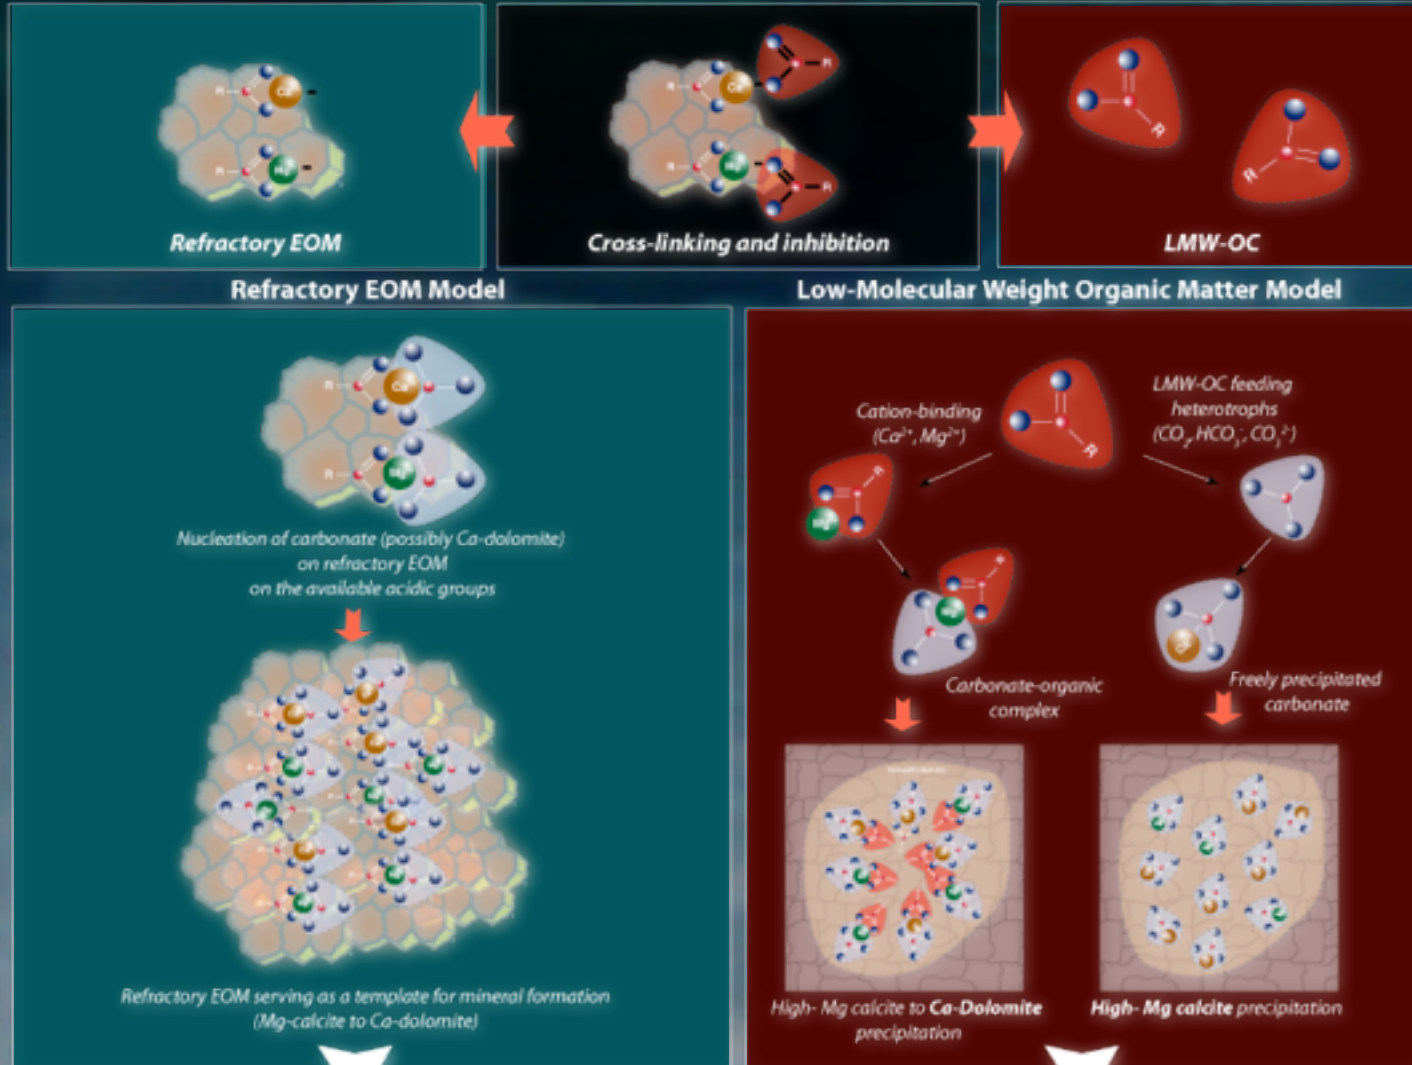 Refractory EOM
Cross-linking and inhibition
LMW-OC
Refractory EOM Model
Low-Molecular Weight Organic Matter Model
Nucleation of carbonate (possibly Ca-dolomite)
on refractory EOM
on the available acidic groups
Refractory EOM serving as a template for mineral formation
(Mg-calcite to Ca-dolomite)
Cation-binding
(Ca²⁺, Mg²⁺)
LMW-OC feeding
heterotrophs
(CO₂, HCO₃⁻, CO₃²⁻)
Carbonate-organic
complex
Freely precipitated
carbonate
High- Mg calcite to Ca-Dolomite
precipitation
High- Mg calcite precipitation